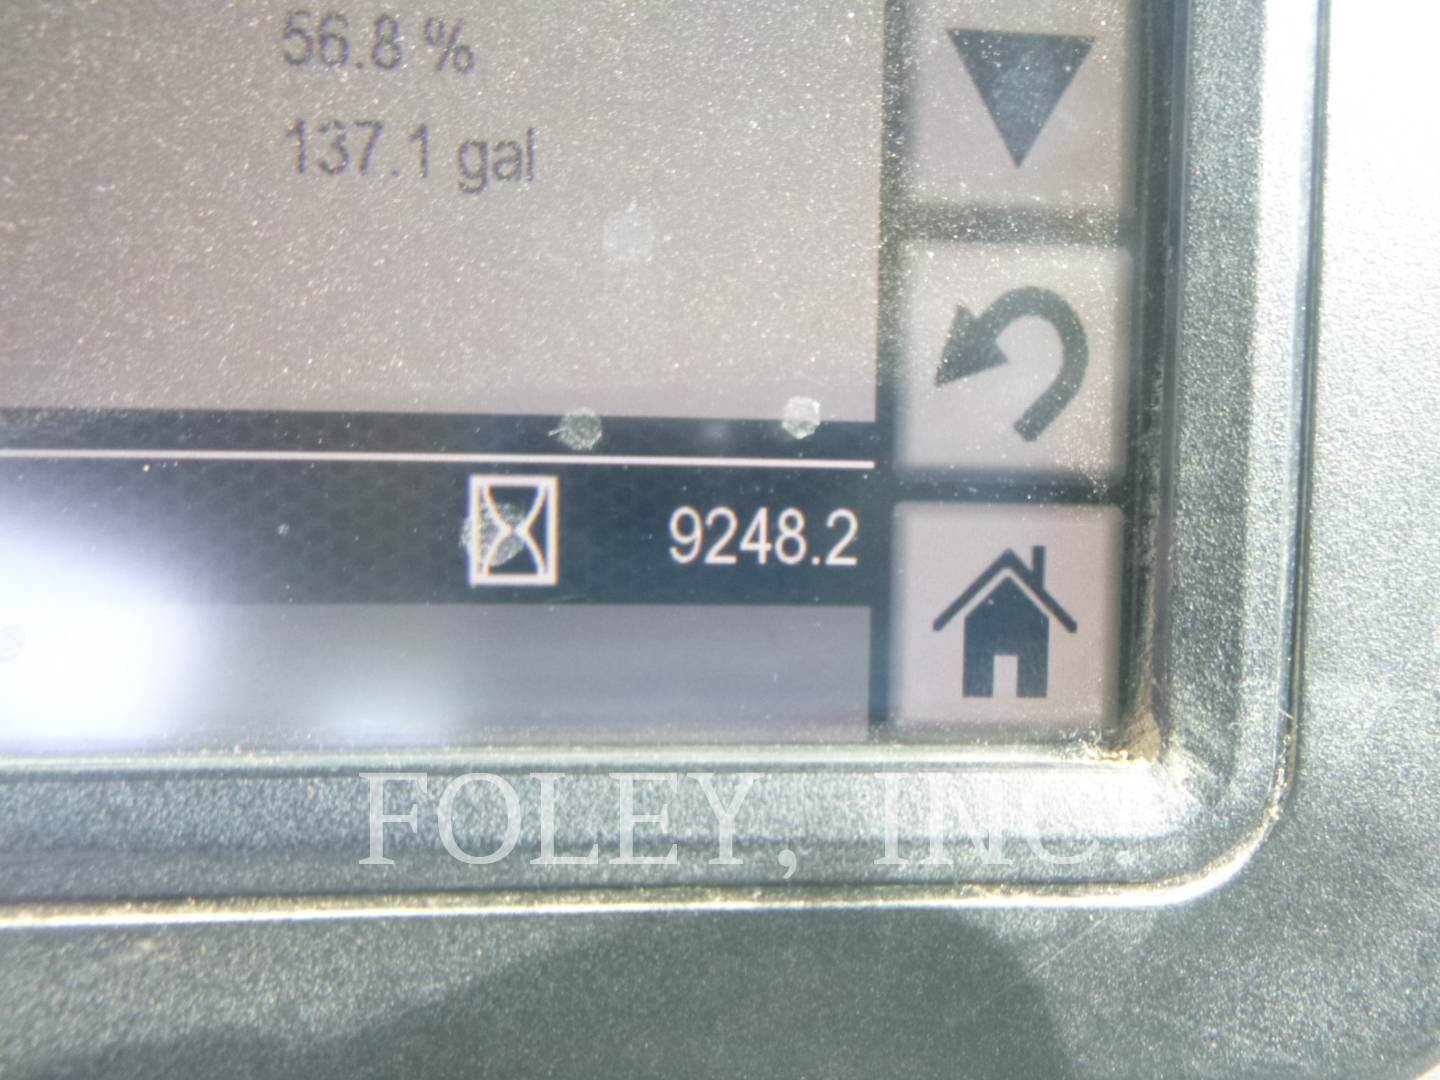 56.8 %
137.1 gal
9248.2
FOLEY, INC.